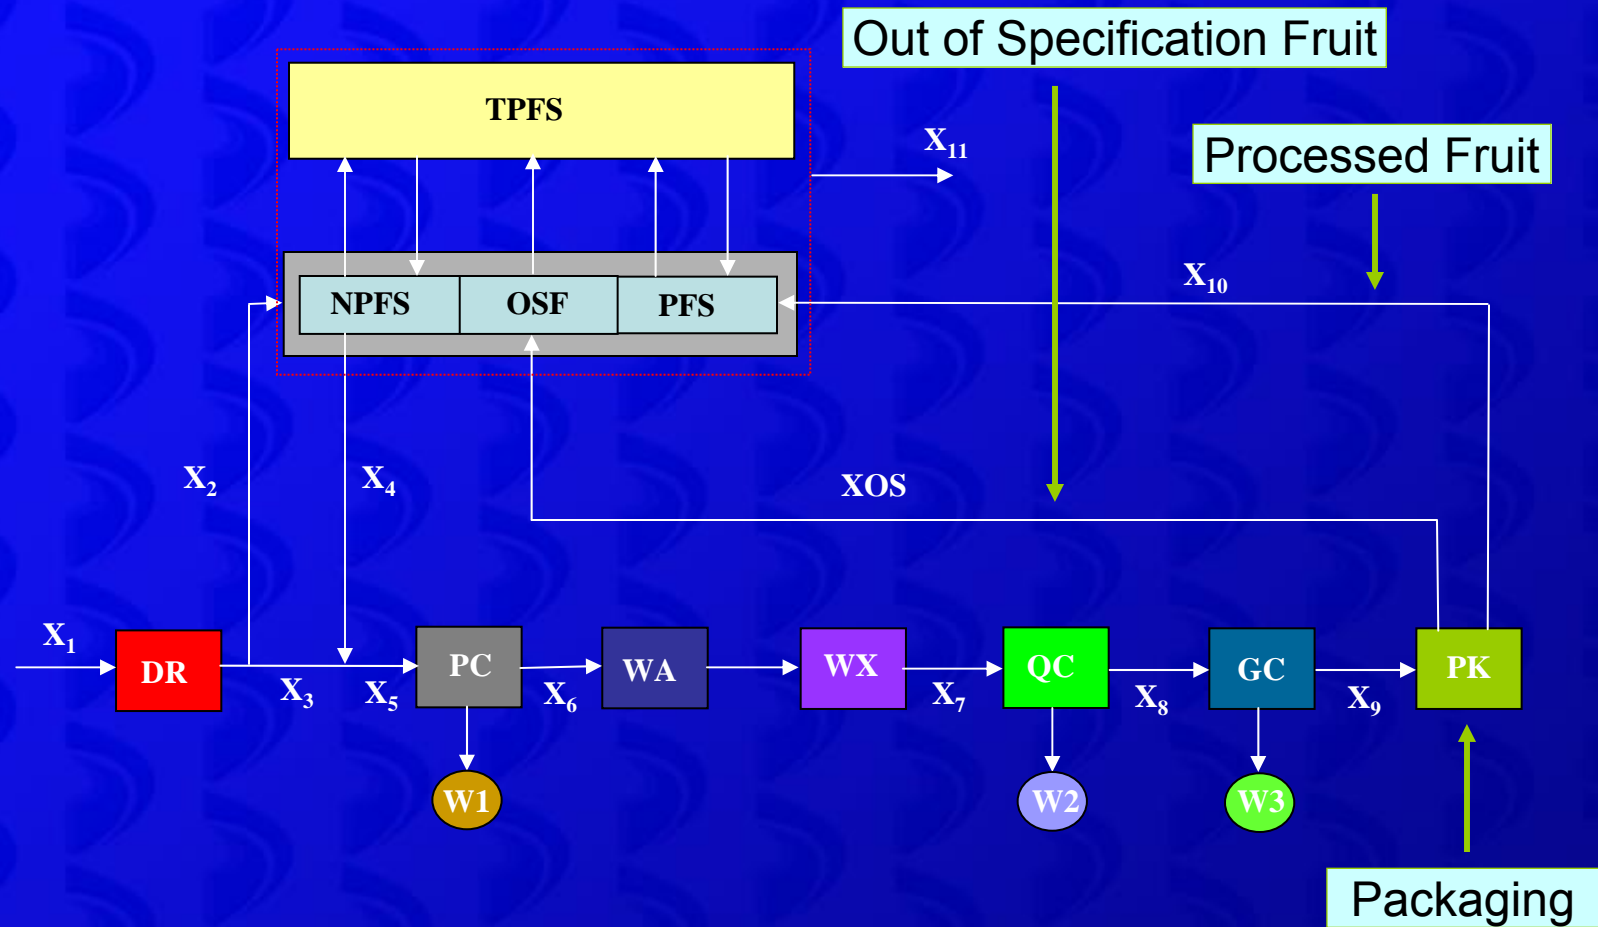 Out of Specification Fruit
TPFS
X11
Processed Fruit
NPFS OSF PFS
X10
X2 X4 XOS
X1
DR PC WA WX QC GC PK
X3 X5 X6 X7 X8 X9
W1 W2 W3
Packaging